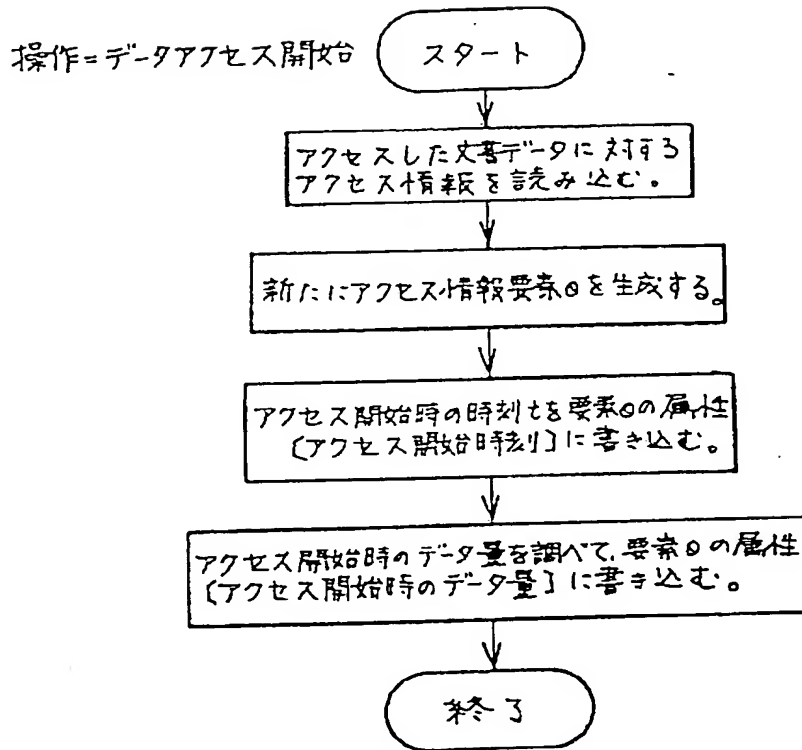 操作=データアクセス開始
スタート
アクセスした文書データに対する
アクセス情報を読み込む。
新たにアクセス情報要素eを生成する。
アクセス開始時の時刻tを要素eの属性
〔アクセス開始時刻〕に書き込む。
アクセス開始時のデータ量を調べて、要素eの属性
〔アクセス開始時のデータ量〕に書き込む。
終了